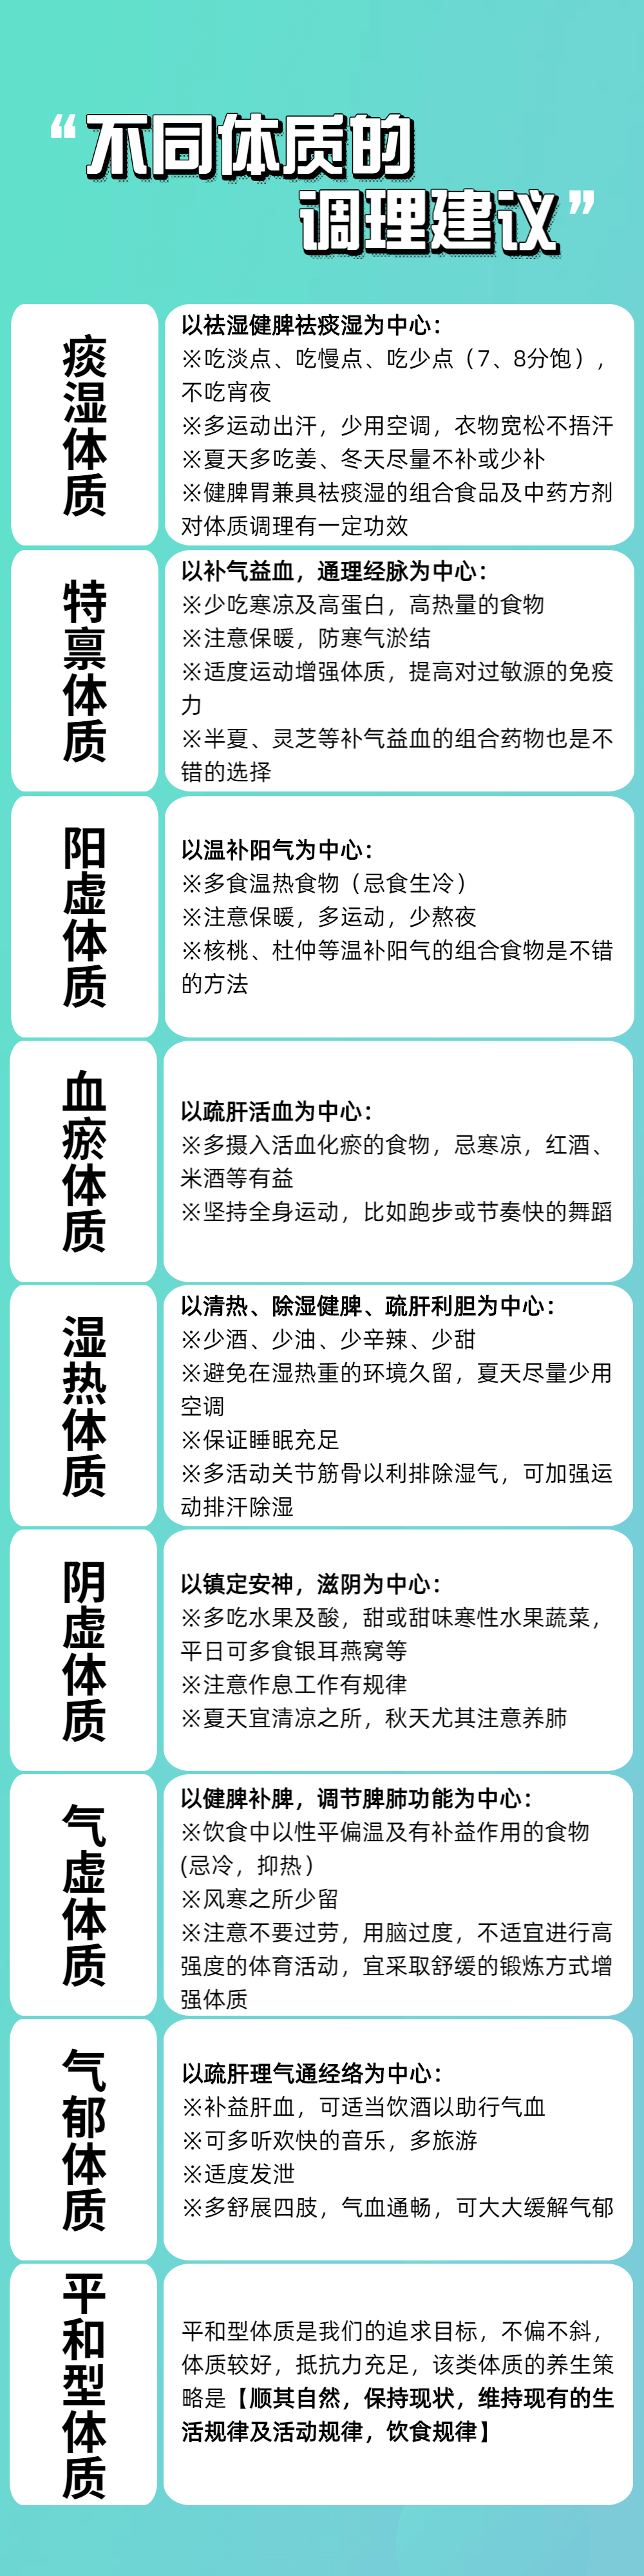 “不同体质的
调理建议”
痰湿体质
以祛湿健脾祛痰湿为中心：
※吃淡点、吃慢点、吃少点（7、8分饱），
不吃宵夜
※多运动出汗，少用空调，衣物宽松不捂汗
※夏天多吃姜、冬天尽量不补或少补
※健脾胃兼具祛痰湿的组合食品及中药方剂
对体质调理有一定功效
特禀体质
以补气益血，通理经脉为中心：
※少吃寒凉及高蛋白，高热量的食物
※注意保暖，防寒气淤结
※适度运动增强体质，提高对过敏源的免疫
力
※半夏、灵芝等补气益血的组合药物也是不
错的选择
阳虚体质
以温补阳气为中心：
※多食温热食物（忌食生冷）
※注意保暖，多运动，少熬夜
※核桃、杜仲等温补阳气的组合食物是不错
的方法
血瘀体质
以疏肝活血为中心：
※多摄入活血化瘀的食物，忌寒凉，红酒、
米酒等有益
※坚持全身运动，比如跑步或节奏快的舞蹈
湿热体质
以清热、除湿健脾、疏肝利胆为中心：
※少酒、少油、少辛辣、少甜
※避免在湿热重的环境久留，夏天尽量少用
空调
※保证睡眠充足
※多活动关节筋骨以利排除湿气，可加强运
动排汗除湿
阴虚体质
以镇定安神，滋阴为中心：
※多吃水果及酸，甜或甜味寒性水果蔬菜，
平日可多食银耳燕窝等
※注意作息工作有规律
※夏天宜清凉之所，秋天尤其注意养肺
气虚体质
以健脾补脾，调节脾肺功能为中心：
※饮食中以性平偏温及有补益作用的食物
(忌冷，抑热）
※风寒之所少留
※注意不要过劳，用脑过度，不适宜进行高
强度的体育活动，宜采取舒缓的锻炼方式增
强体质
气郁体质
以疏肝理气通经络为中心：
※补益肝血，可适当饮酒以助行气血
※可多听欢快的音乐，多旅游
※适度发泄
※多舒展四肢，气血通畅，可大大缓解气郁
平和型体质
平和型体质是我们的追求目标，不偏不斜，
体质较好，抵抗力充足，该类体质的养生策
略是【顺其自然，保持现状，维持现有的生
活规律及活动规律，饮食规律】